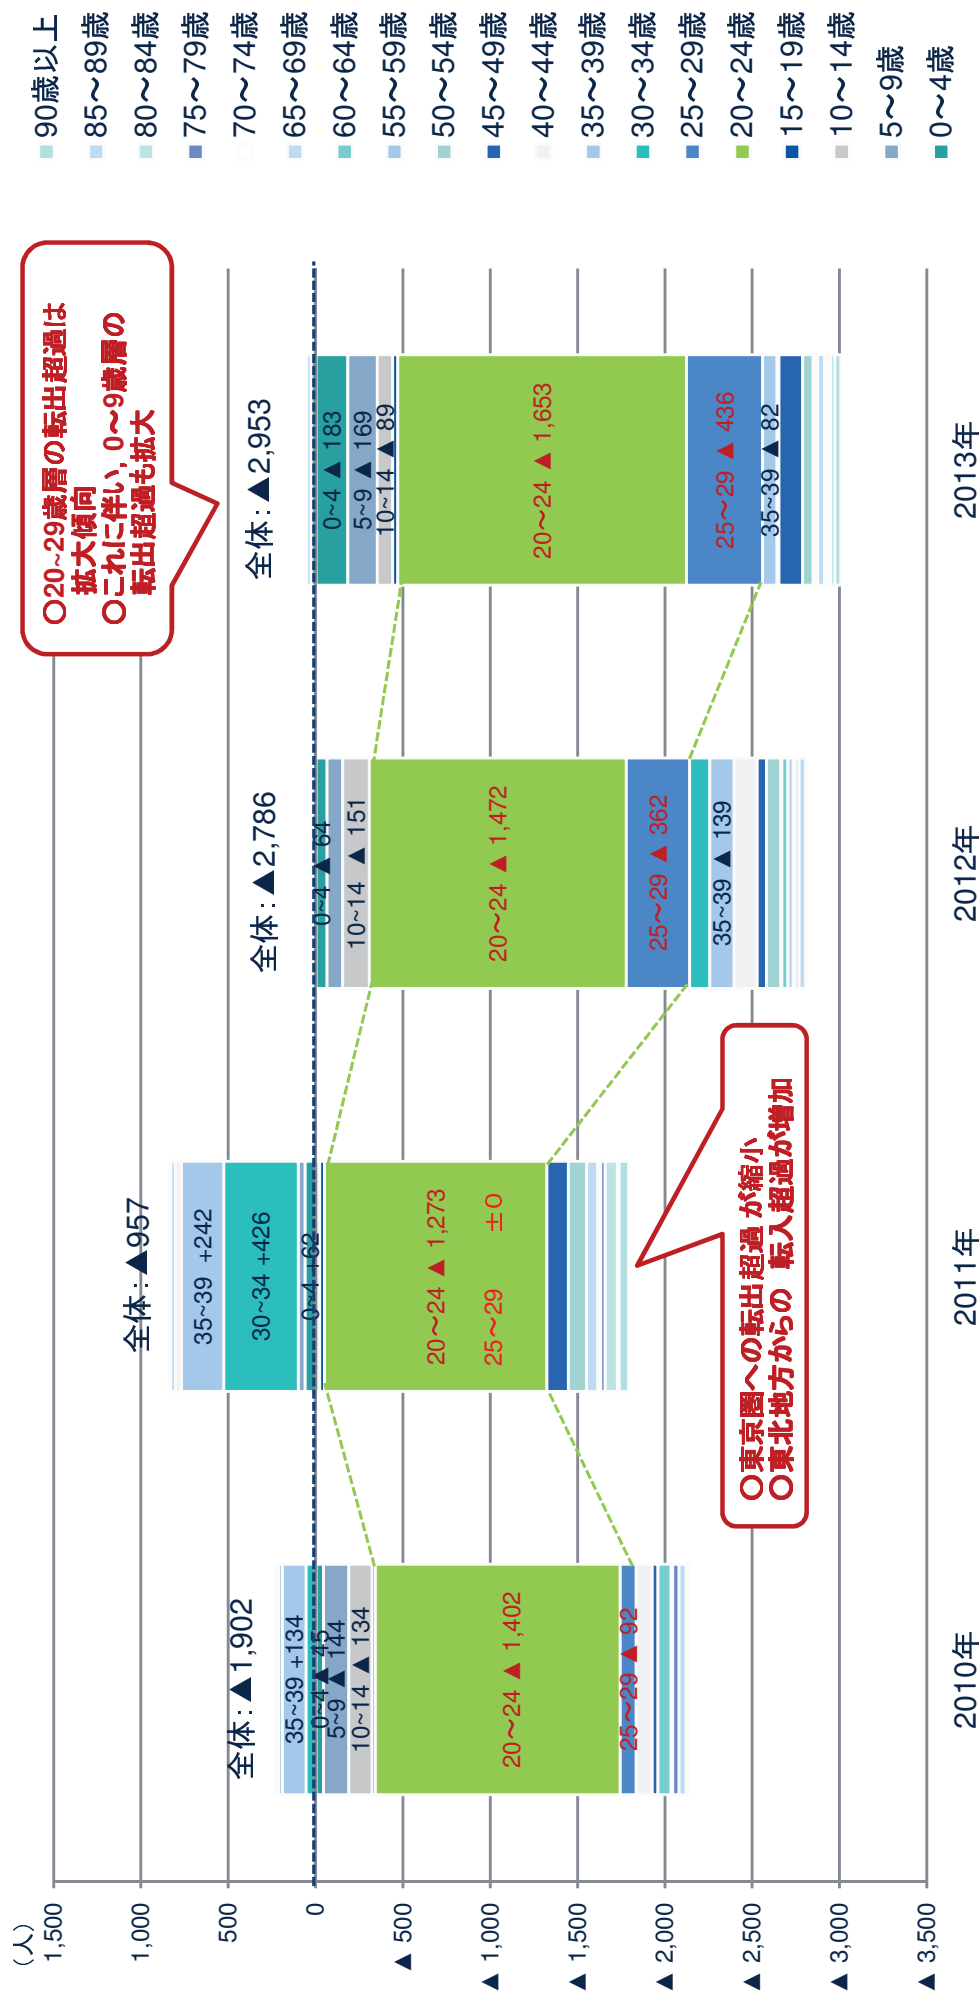 （人）
1,500
1,000
500
0
▲ 500
▲ 1,000
▲ 1,500
▲ 2,000
▲ 2,500
▲ 3,000
▲ 3,500
全体：▲1,902
35~39 +134
0~4 ▲ 45
5~9 ▲ 144
10~14 ▲ 134
20～24 ▲ 1,402
25～29 ▲ 92
2010年
全体：▲957
35~39 +242
30~34 +426
0~4 +62
20～24 ▲ 1,273
25～29 ±0
2011年
○東京圏への転出超過 が縮小
○東北地方からの 転入超過が増加
全体：▲2,786
0~4 ▲ 64
10~14 ▲ 151
20～24 ▲ 1,472
25～29 ▲ 362
35~39 ▲ 139
2012年
○20~29歳層の転出超過は
拡大傾向
○これに伴い, 0～9歳層の
転出超過も拡大
全体：▲2,953
0~4 ▲ 183
5~9 ▲ 169
10~14 ▲ 89
20～24 ▲ 1,653
25～29 ▲ 436
35~39 ▲ 82
2013年
90歳以上
85～89歳
80～84歳
75～79歳
70～74歳
65～69歳
60～64歳
55～59歳
50～54歳
45～49歳
40～44歳
35～39歳
30～34歳
25～29歳
20～24歳
15～19歳
10～14歳
5～9歳
0～4歳